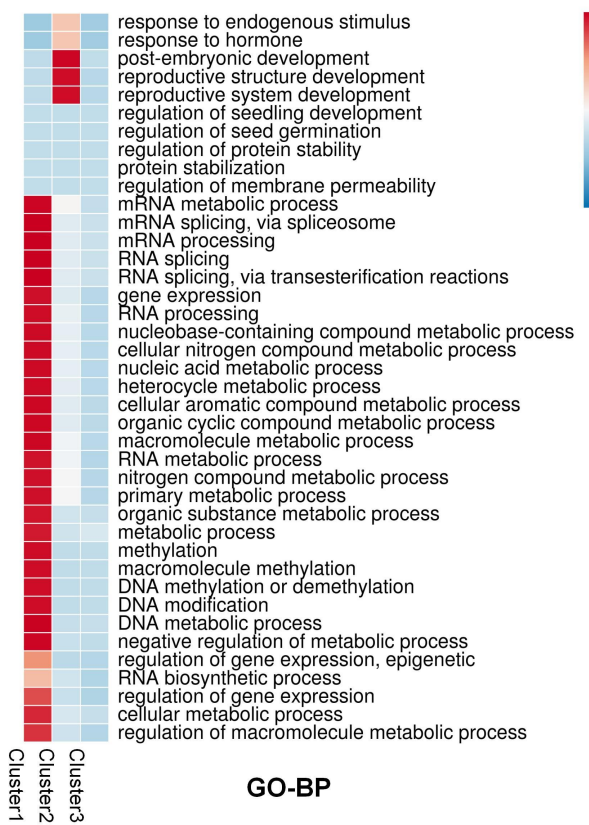 response to endogenous stimulus
response to hormone
post-embryonic development
reproductive structure development
reproductive system development
regulation of seedling development
regulation of seed germination
regulation of protein stability
protein stabilization
regulation of membrane permeability
mRNA metabolic process
mRNA splicing, via spliceosome
mRNA processing
RNA splicing
RNA splicing, via transesterification reactions
gene expression
RNA processing
nucleobase-containing compound metabolic process
cellular nitrogen compound metabolic process
nucleic acid metabolic process
heterocycle metabolic process
cellular aromatic compound metabolic process
organic cyclic compound metabolic process
macromolecule metabolic process
RNA metabolic process
nitrogen compound metabolic process
primary metabolic process
organic substance metabolic process
metabolic process
methylation
macromolecule methylation
DNA methylation or demethylation
DNA modification
DNA metabolic process
negative regulation of metabolic process
regulation of gene expression, epigenetic
RNA biosynthetic process
regulation of gene expression
cellular metabolic process
regulation of macromolecule metabolic process
Cluster1
Cluster2
Cluster3
GO-BP